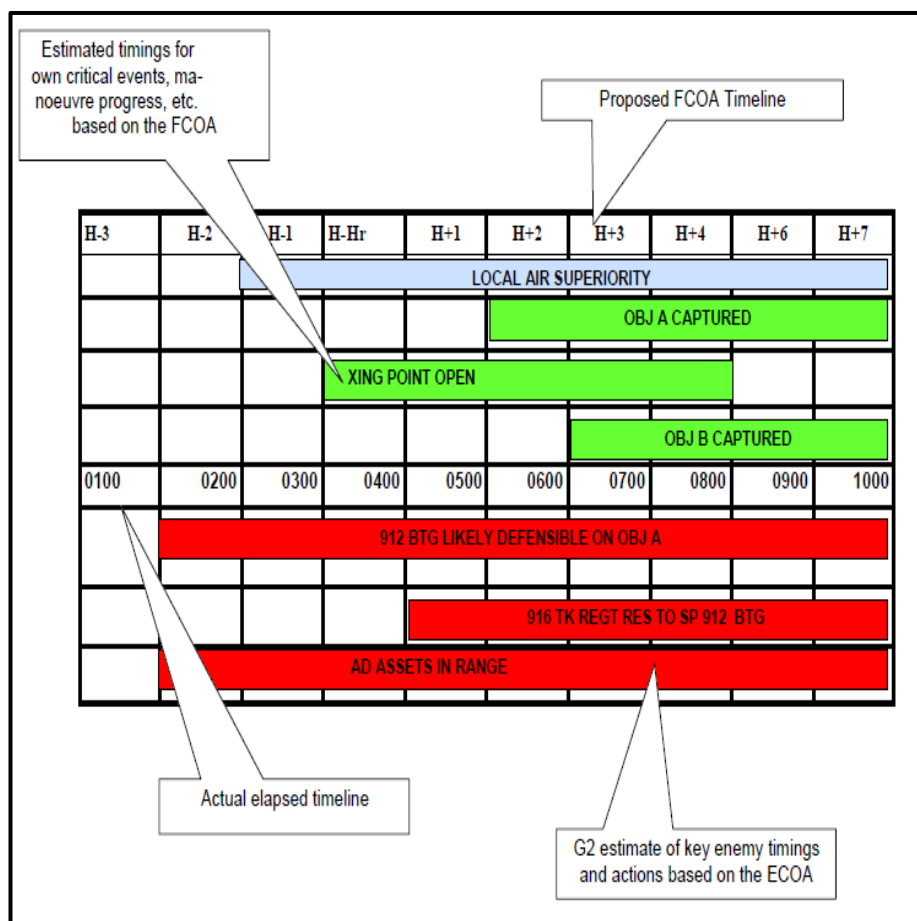 Estimated timings for
own critical events, ma-
noeuvre progress, etc.
based on the FCOA
Proposed FCOA Timeline
H-3 H-2 H-1 H-Hr H+1 H+2 H+3 H+4 H+6 H+7
LOCAL AIR SUPERIORITY
OBJ A CAPTURED
XING POINT OPEN
OBJ B CAPTURED
0100 0200 0300 0400 0500 0600 0700 0800 0900 1000
912 BTG LIKELY DEFENSIBLE ON OBJ A
916 TK REGT RES TO SP 912 BTG
AD ASSETS IN RANGE
Actual elapsed timeline
G2 estimate of key enemy timings
and actions based on the ECOA